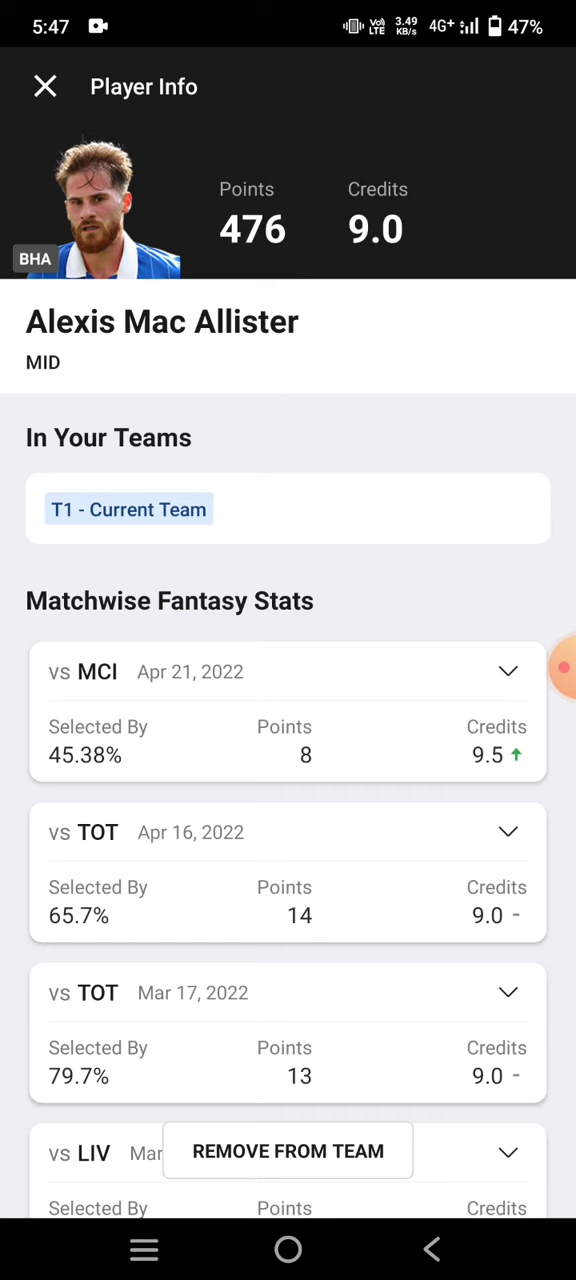 5:47 Vo) LTE 3.49 KB/s 4G+ 47%
Player Info
Points Credits
476 9.0
BHA
Alexis Mac Allister
MID
In Your Teams
T1 - Current Team
Matchwise Fantasy Stats
vs MCI Apr 21, 2022
Selected By Points Credits
45.38% 8 9.5
vs TOT Apr 16, 2022
Selected By Points Credits
65.7% 14 9.0 -
vs TOT Mar 17, 2022
Selected By Points Credits
79.7% 13 9.0 -
vs LIV Mar
REMOVE FROM TEAM
Selected By Points Credits